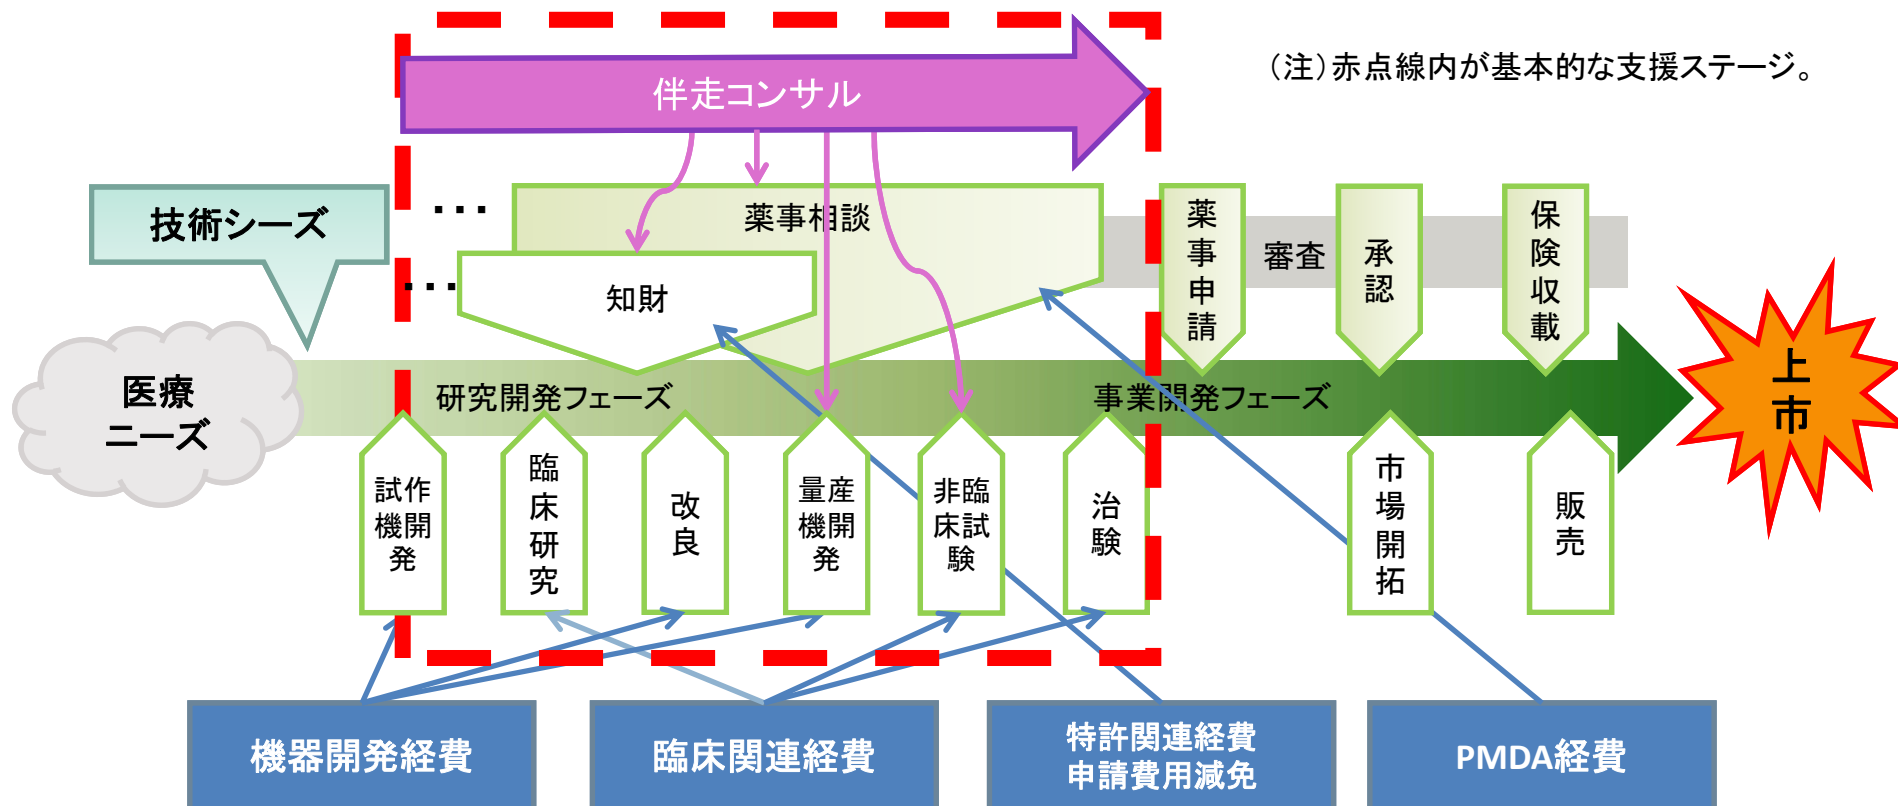 伴走コンサル
（注）赤点線内が基本的な支援ステージ。
技術シーズ
･･･
薬事相談
･･･
知財
薬事申請
審査
承認
保険収載
医療
ニーズ
研究開発フェーズ
事業開発フェーズ
上市
試作
機開
発
臨床研究
改良
量産
機開
発
非臨
床試
験
治験
市場開拓
販売
機器開発経費
臨床関連経費
特許関連経費
申請費用減免
PMDA経費